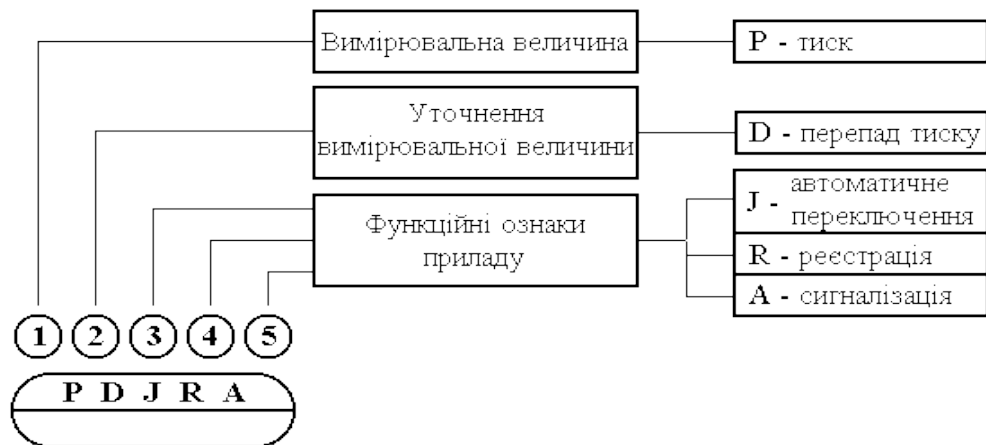 Вимірювальна величина
P - тиск
Уточнення
вимірювальної величини
D - перепад тиску
Функційні ознаки
приладу
J - автоматичне
переключення
R - реєстрація
A - сигналізація
1 2 3 4 5
P D J R A